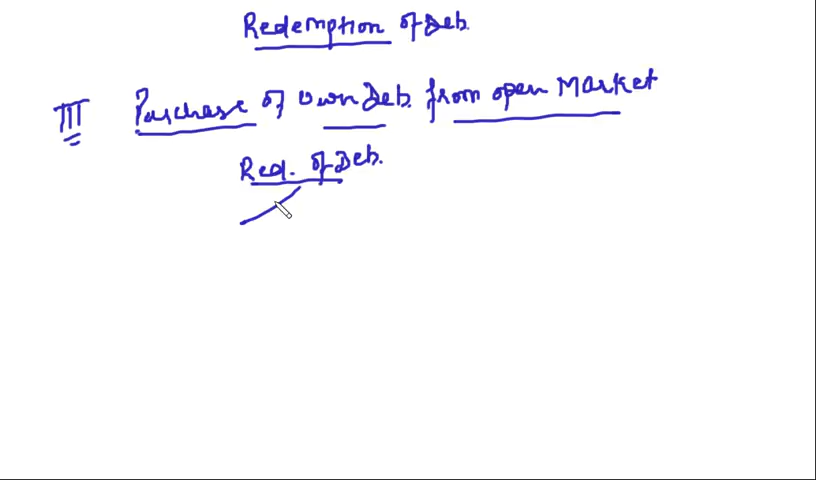 Redemption of Deb.
III Purchase of own Deb. from open Market
Red. of Deb.